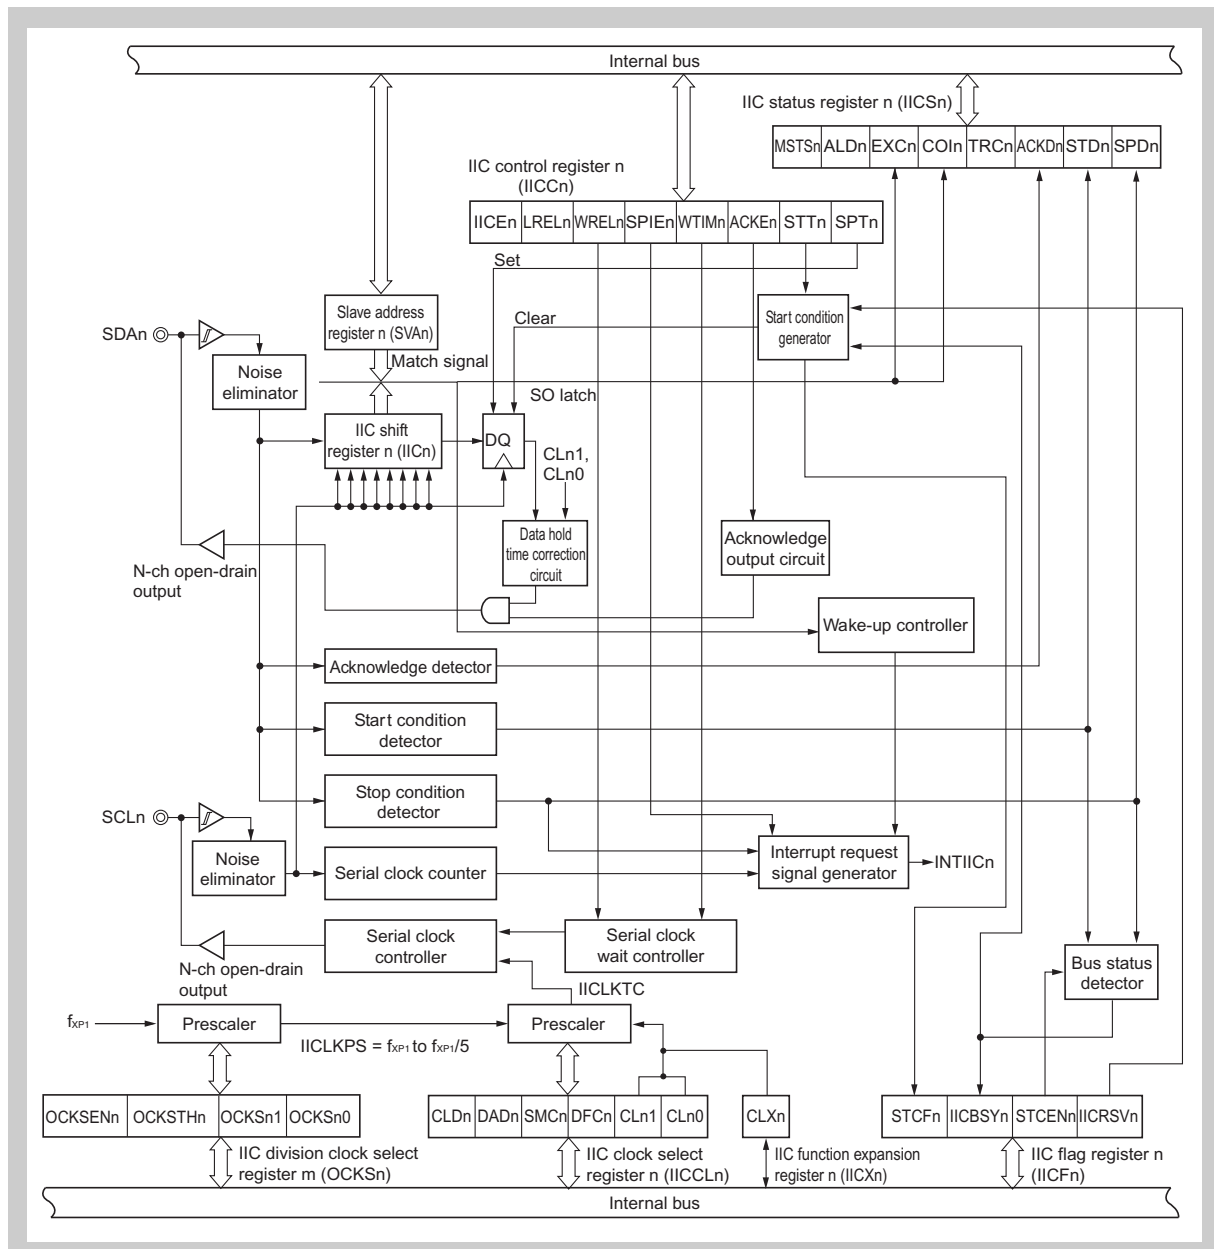 Internal bus
IIC status register n (IICSn)
MSTSn ALDn EXCn COIn TRCn ACKDn STDn SPDn
IIC control register n
(IICCn)
IICEn LRELn WRELn SPIEn WTIMn ACKEn STTn SPTn
Set
Slave address
register n (SVAn)
Start condition
generator
Clear
SDAn
Match signal
Noise
eliminator
SO latch
IIC shift
register n (IICn)
DQ
CLn1,
CLn0
Data hold
time correction
circuit
Acknowledge
output circuit
N-ch open-drain
output
Wake-up controller
Acknowledge detector
Start condition
detector
Stop condition
detector
SCLn
Noise
eliminator
Serial clock counter
Interrupt request
signal generator
INTIICn
Serial clock
controller
Serial clock
wait controller
Bus status
detector
N-ch open-drain
output
IICLKTC
fXP1
Prescaler
IICLKPS = fXP1 to fXP1/5
Prescaler
OCKSENn OCKSTHn OCKSn1 OCKSn0
CLDn DADn SMCn DFCn CLn1 CLn0
CLXn
STCFn IICBSYn STCENn IICRSVn
IIC division clock select
register m (OCKSn)
IIC clock select
register n (IICCLn)
IIC function expansion
register n (IICXn)
IIC flag register n
(IICFn)
Internal bus